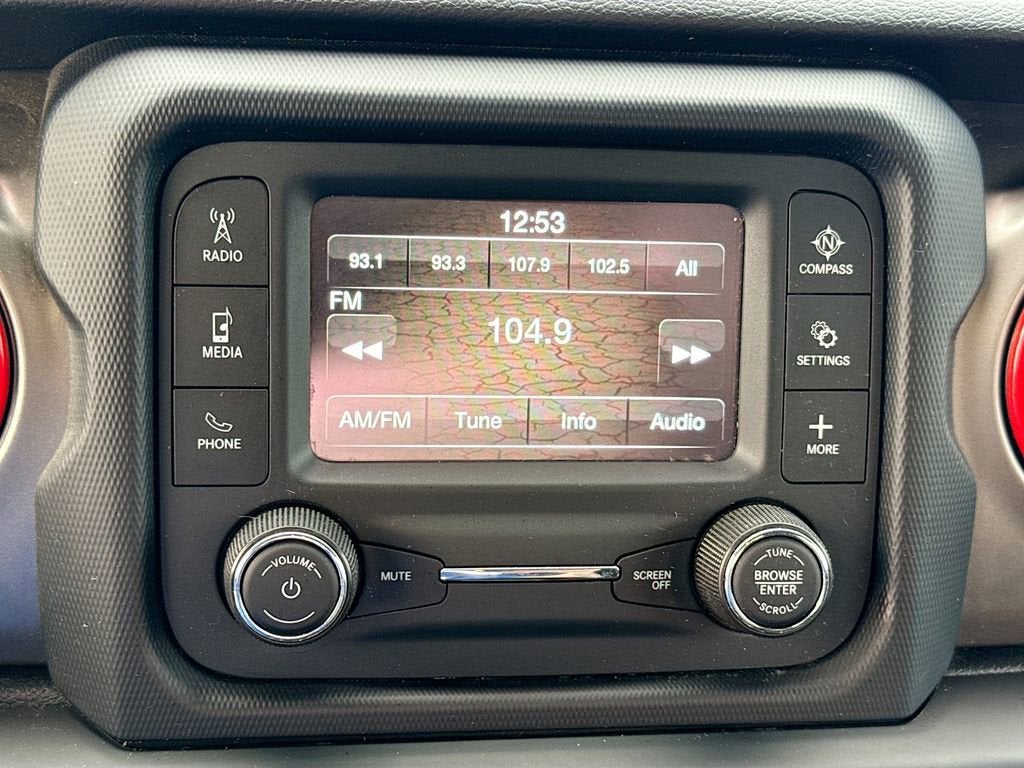 12:53
93.1 93.3 107.9 102.5 All
FM
104.9
AM/FM Tune Info Audio
RADIO
MEDIA
PHONE
N
COMPASS
SETTINGS
MORE
VOLUME
MUTE
SCREEN
OFF
TUNE
BROWSE
ENTER
SCROLL